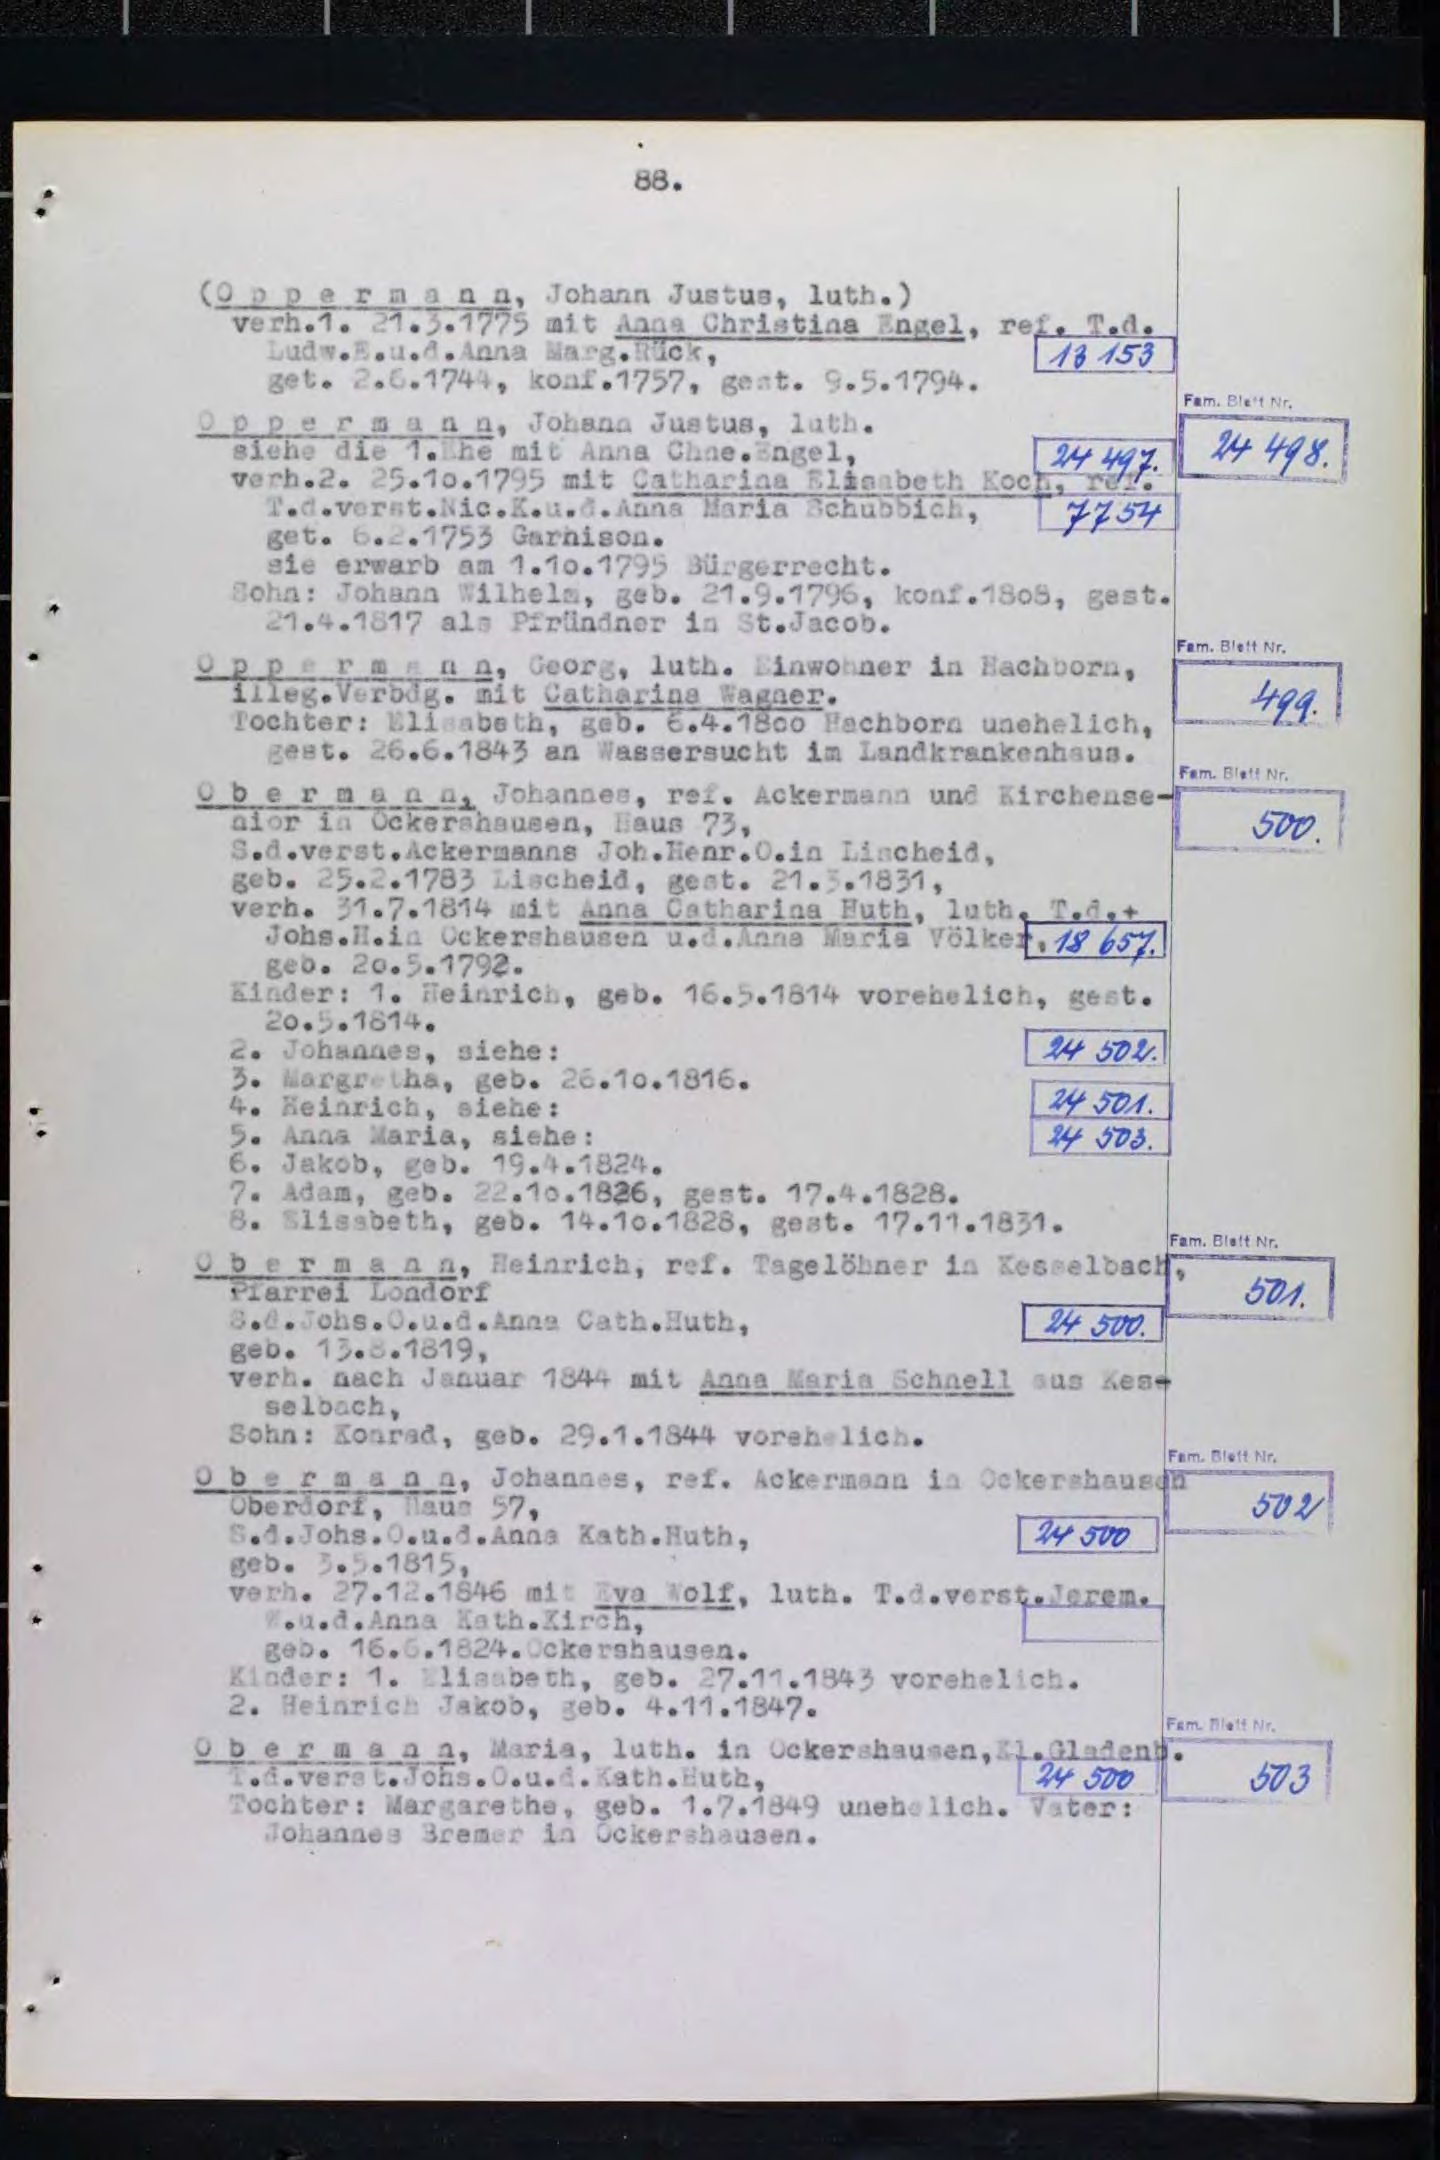 88.
(O p p e r m a n n, Johann Justus, luth.)
verh.1. 21.3.1775 mit Anna Christina Engel, ref. T.d.
Ludw.E.u.d.Anna Marg.Rück,
13 153
get. 2.6.1744, konf.1757, gest. 9.5.1794.
Fam. Blatt Nr.
O p p e r m a n n, Johann Justus, luth.
24 498.
siehe die 1.Ehe mit Anna Chne.Engel,
24 497.
verh.2. 25.10.1795 mit Catharina Elisabeth Koch, ref.
T.d.verst.Nic.K.u.d.Anna Maria Schubbich,
7754
get. 6.2.1753 Garnison.
sie erwarb am 1.10.1795 Bürgerrecht.
Sohn: Johann Wilhelm, geb. 21.9.1796, konf.1808, gest.
21.4.1817 als Pfründner in St.Jacob.
Fam. Blatt Nr.
O p p e r m a n n, Georg, luth. Einwohner in Hachborn,
illeg.Verbdg. mit Catharina Wagner.
499.
Tochter: Elisabeth, geb. 6.4.1800 Hachborn unehelich,
gest. 26.6.1843 an Wassersucht im Landkrankenhaus.
Fam. Blatt Nr.
O b e r m a n n, Johannes, ref. Ackermann und Kirchense-
nior in Ockershausen, Haus 73,
500.
S.d.verst.Ackermanns Joh.Henr.O.in Lischeid,
geb. 25.2.1783 Lischeid, gest. 21.3.1831,
verh. 31.7.1814 mit Anna Catharina Huth, luth. T.d.+
Johs.H.in Ockershausen u.d.Anna Maria Völker,
18 657.
geb. 20.5.1792.
Kinder: 1. Heinrich, geb. 16.5.1814 vorehelich, gest.
20.5.1814.
2. Johannes, siehe:
24 502.
3. Margretha, geb. 26.10.1816.
4. Heinrich, siehe:
24 501.
5. Anna Maria, siehe:
24 503.
6. Jakob, geb. 19.4.1824.
7. Adam, geb. 22.10.1826, gest. 17.4.1828.
8. Elisabeth, geb. 14.10.1828, gest. 17.11.1831.
Fam. Blatt Nr.
O b e r m a n n, Heinrich, ref. Tagelöhner in Kesselbach,
Pfarrei Londorf
501.
S.d.Johs.O.u.d.Anna Cath.Huth,
24 500.
geb. 13.8.1819,
verh. nach Januar 1844 mit Anna Maria Schnell aus Kes-
selbach,
Sohn: Konrad, geb. 29.1.1844 vorehelich.
Fam. Blatt Nr.
O b e r m a n n, Johannes, ref. Ackermann in Ockershausen
Oberdorf, Haus 57,
502
S.d.Johs.O.u.d.Anna Kath.Huth,
24 500
geb. 3.5.1815,
verh. 27.12.1846 mit Eva Wolf, luth. T.d.verst.Jerem.
W.u.d.Anna Kath.Kirch,
geb. 16.6.1824.Ockershausen.
Kinder: 1. Elisabeth, geb. 27.11.1843 vorehelich.
2. Heinrich Jakob, geb. 4.11.1847.
Fam. Blatt Nr.
O b e r m a n n, Maria, luth. in Ockershausen,Kl.Gladenb.
T.d.verst.Johs.O.u.d.Kath.Huth,
24 500
503
Tochter: Margarethe, geb. 1.7.1849 unehelich. Vater:
Johannes Bremer in Ockershausen.